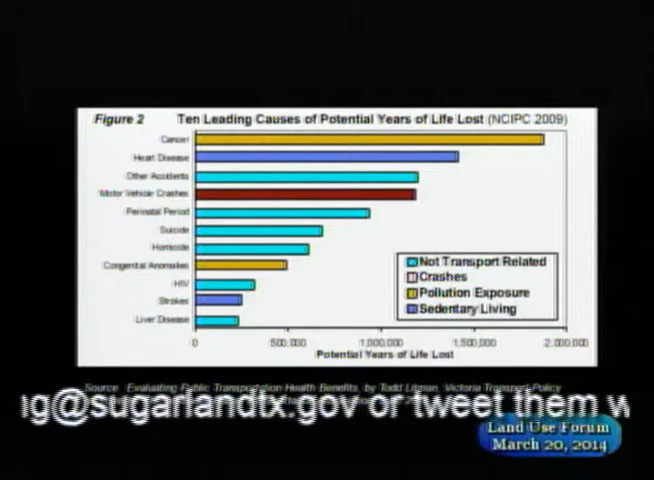 Figure 2 Ten Leading Causes of Potential Years of Life Lost (NCIPC 2009)
Cancer
Heart Disease
Other Accidents
Motor Vehicle Crashes
Perinatal Period
Suicide
Homicide
Congenital Anomalies
HIV
Strokes
Liver Disease
Not Transport Related
Crashes
Pollution Exposure
Sedentary Living
0 500,000 1,000,000 1,500,000 2,000,000
Potential Years of Life Lost
Source: Evaluating Public Transportation Health Benefits, by Todd Litman, Victoria Transport Policy
g@sugarlandtx.gov or tweet them w
Land Use Forum
March 20, 2014